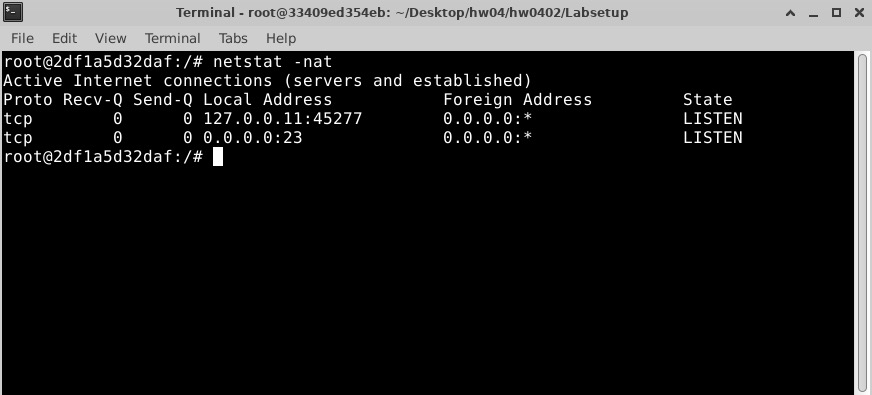 Terminal - root@33409ed354eb: ~/Desktop/hw04/hw0402/Labsetup
File Edit View Terminal Tabs Help
root@2df1a5d32daf:/# netstat -nat
Active Internet connections (servers and established)
Proto Recv-Q Send-Q Local Address           Foreign Address         State
tcp        0      0 127.0.0.11:45277        0.0.0.0:*               LISTEN
tcp        0      0 0.0.0.0:23              0.0.0.0:*               LISTEN
root@2df1a5d32daf:/#